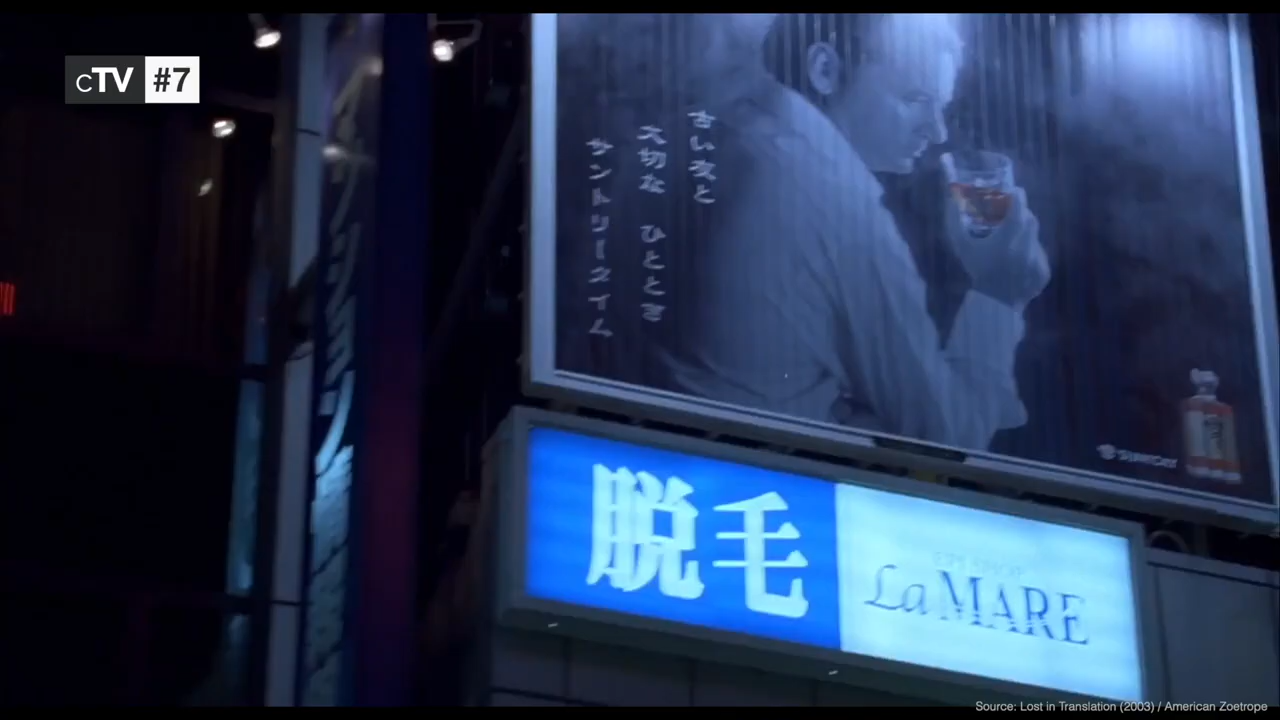 cTV #7
古い友と
大切な ひととき
サントリータイム
SUNTORY
脱毛
La MARE
Source: Lost in Translation (2003) / American Zoetrope